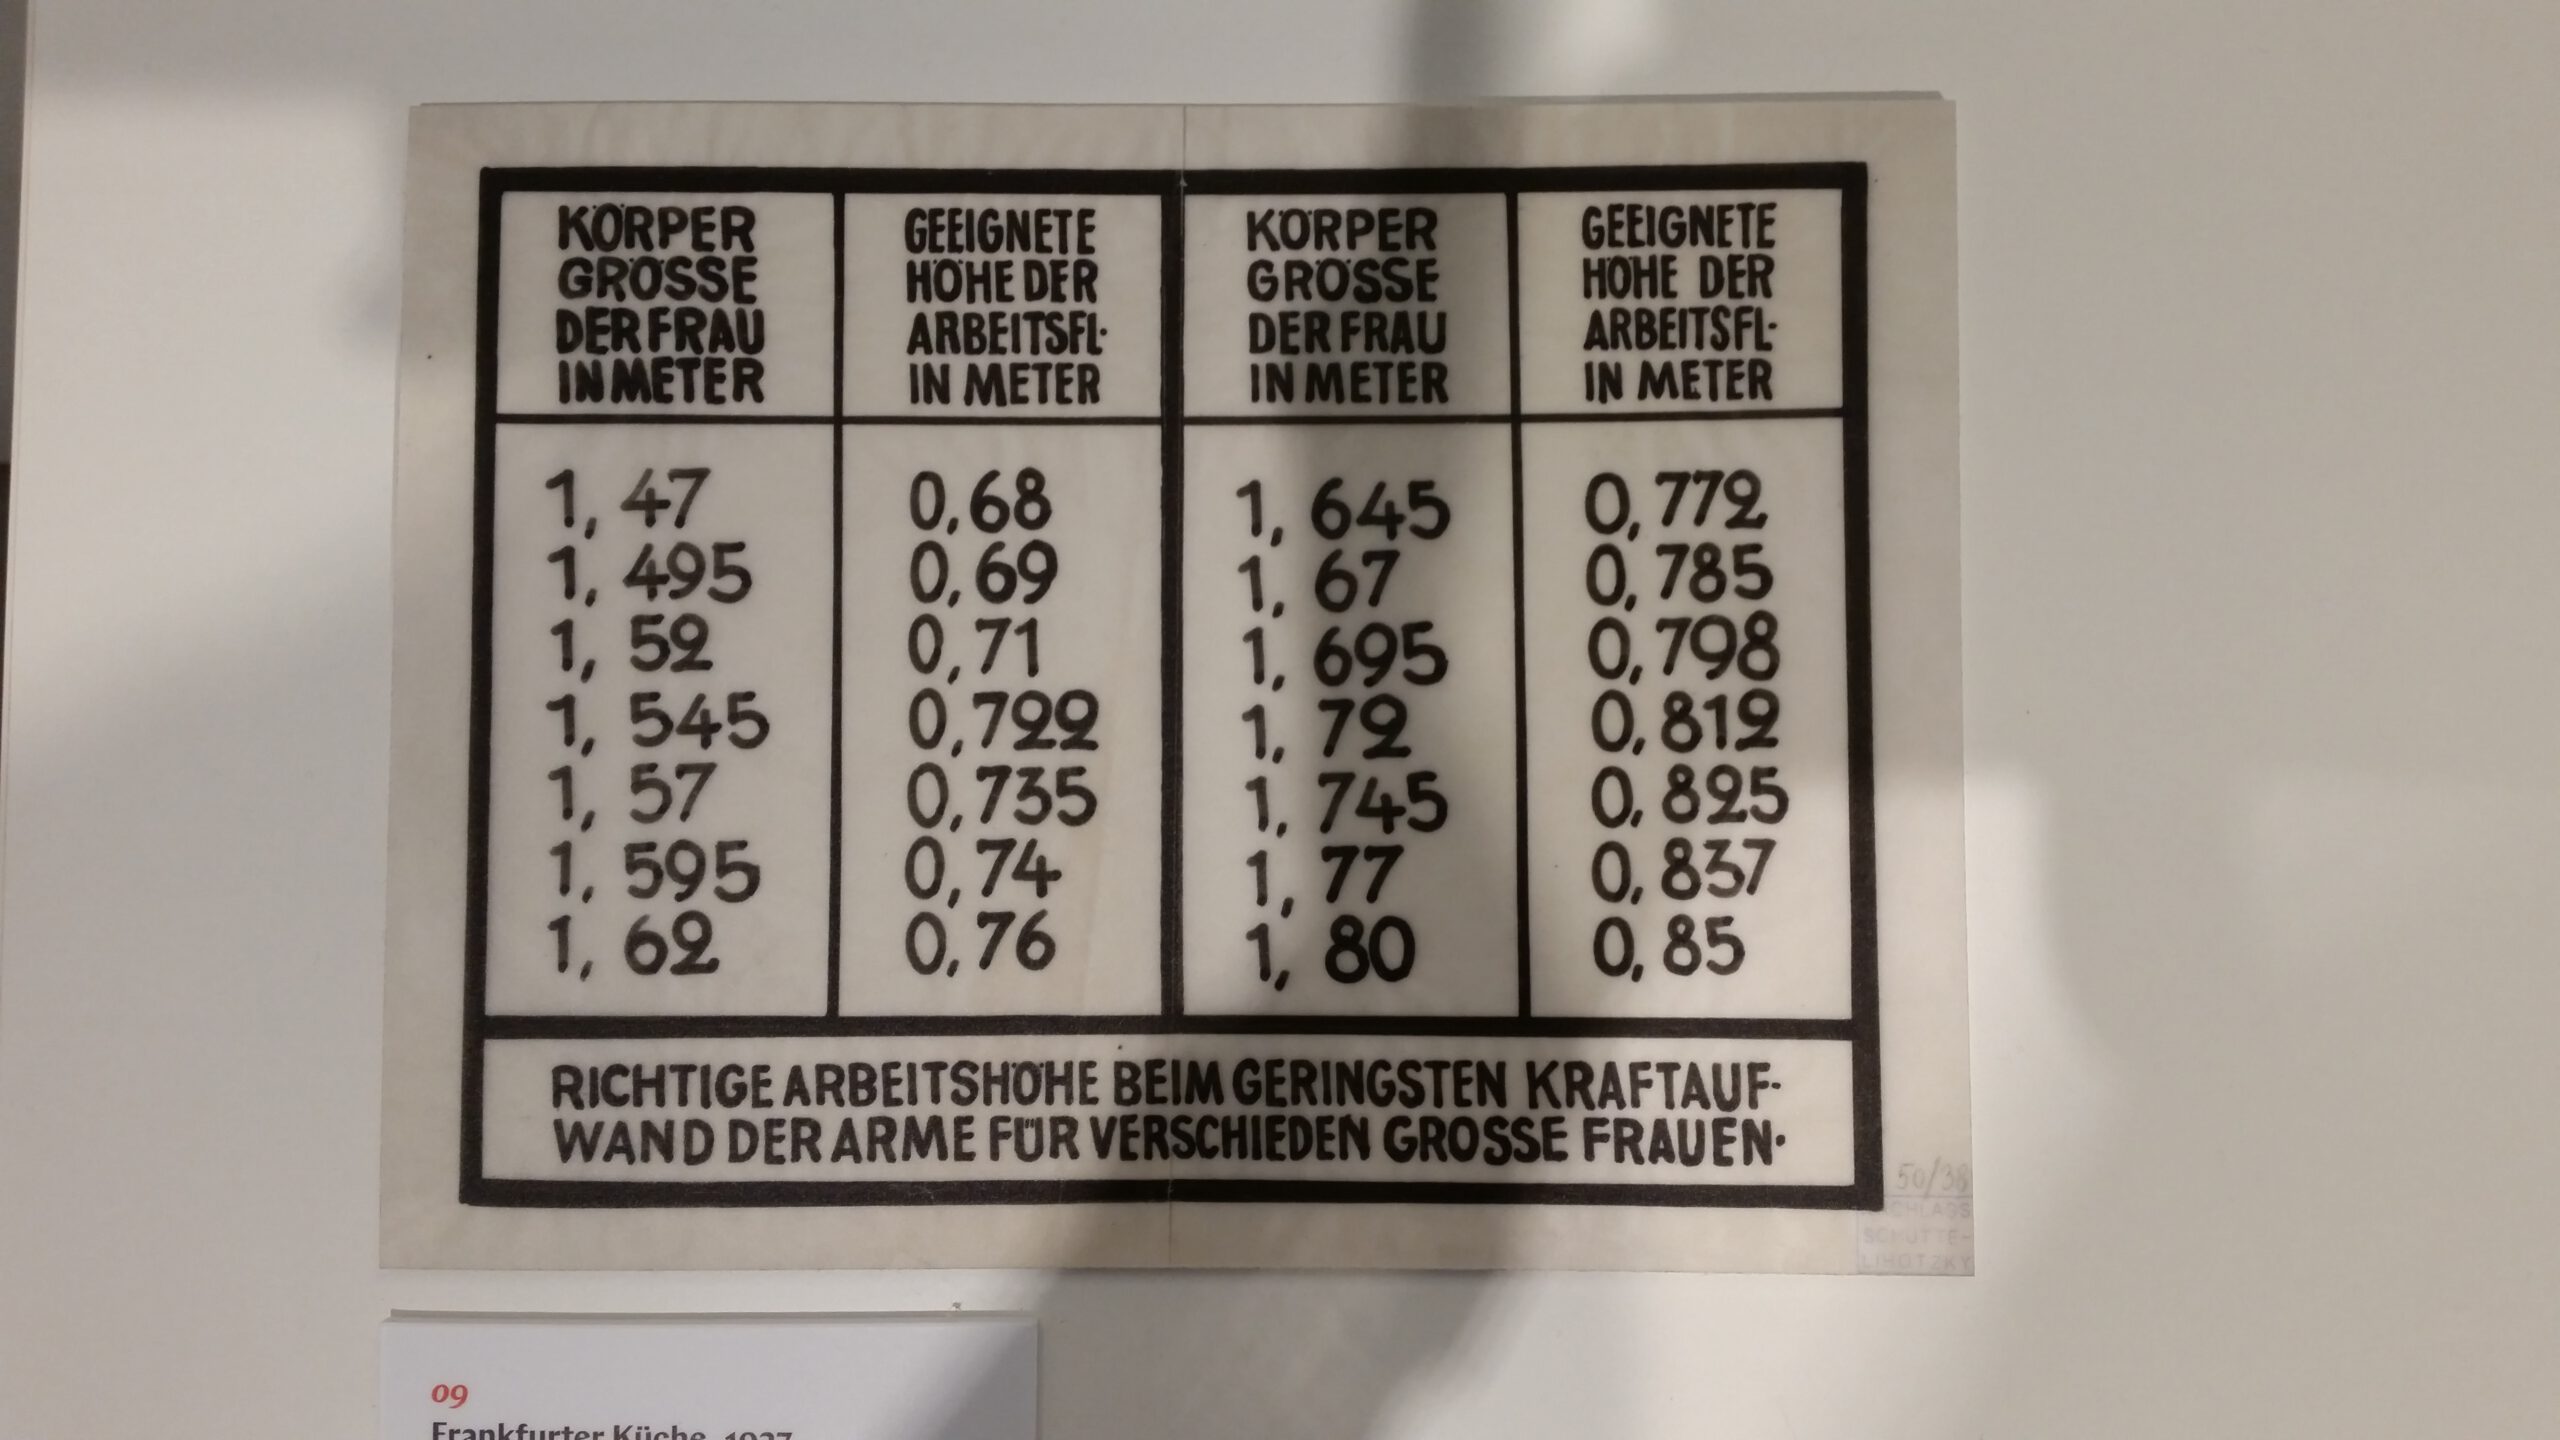 KÖRPER
GRÖSSE
DER FRAU
IN METER
GEEIGNETE
HÖHE DER
ARBEITSFL·
IN METER
KÖRPER
GRÖSSE
DER FRAU
IN METER
GEEIGNETE
HÖHE DER
ARBEITSFL·
IN METER
1, 47 0,68 1, 645 0,772
1, 495 0,69 1, 67 0,785
1, 52 0,71 1, 695 0,798
1, 545 0,722 1, 72 0,812
1, 57 0,735 1, 745 0,825
1, 595 0,74 1, 77 0,837
1, 62 0,76 1, 80 0,85
RICHTIGE ARBEITSHÖHE BEIM GERINGSTEN KRAFTAUF-
WAND DER ARME FÜR VERSCHIEDEN GROSSE FRAUEN·
50/38
SCHÜTTE-
LIHOTZKY
09
Frankfurter Küche, 1927